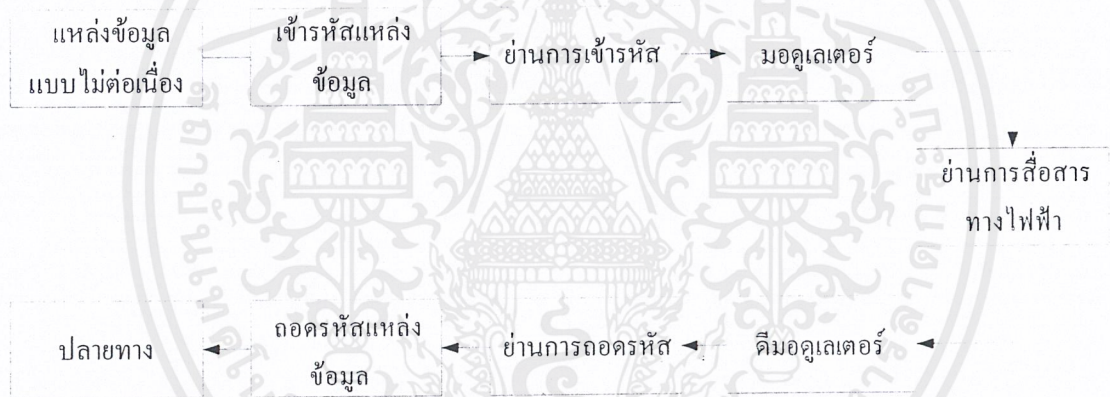 แหล่งข้อมูล
แบบไม่ต่อเนื่อง
เข้ารหัสแหล่ง
ข้อมูล
ย่านการเข้ารหัส
มอดูเลเตอร์
ย่านการสื่อสาร
ทางไฟฟ้า
ดีมอดูเลเตอร์
ย่านการถอดรหัส
ถอดรหัสแหล่ง
ข้อมูล
ปลายทาง